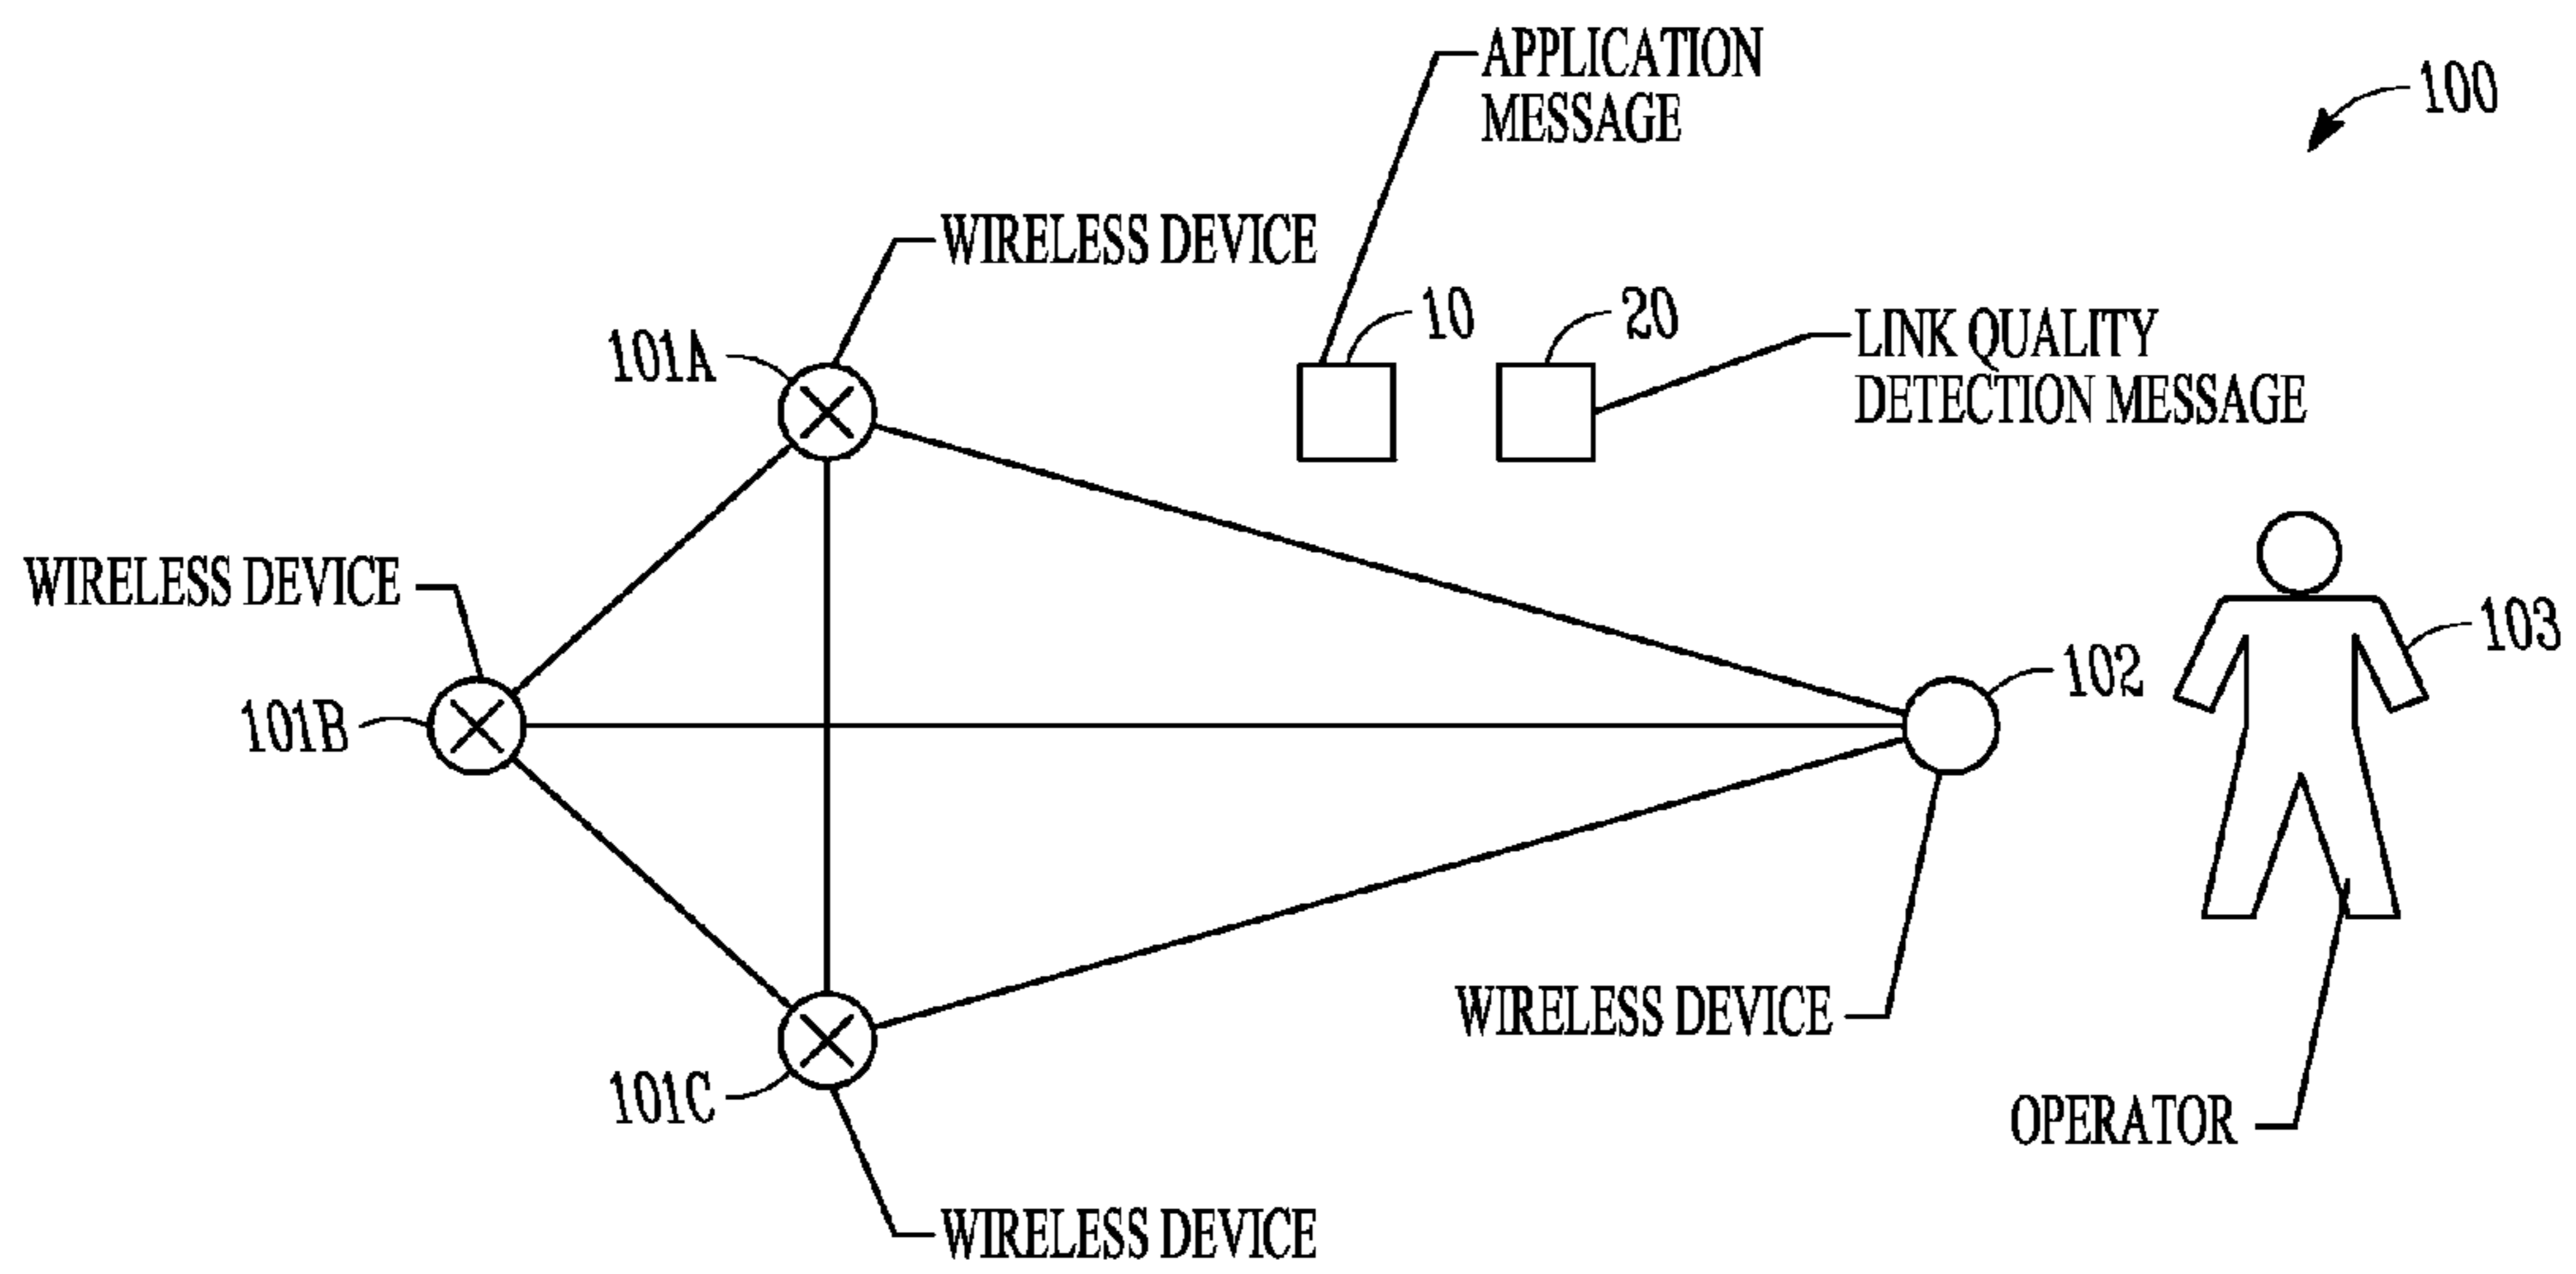 APPLICATION
MESSAGE
100
WIRELESS DEVICE
10
20
LINK QUALITY
DETECTION MESSAGE
101A
WIRELESS DEVICE
103
102
101B
WIRELESS DEVICE
101C
OPERATOR
WIRELESS DEVICE